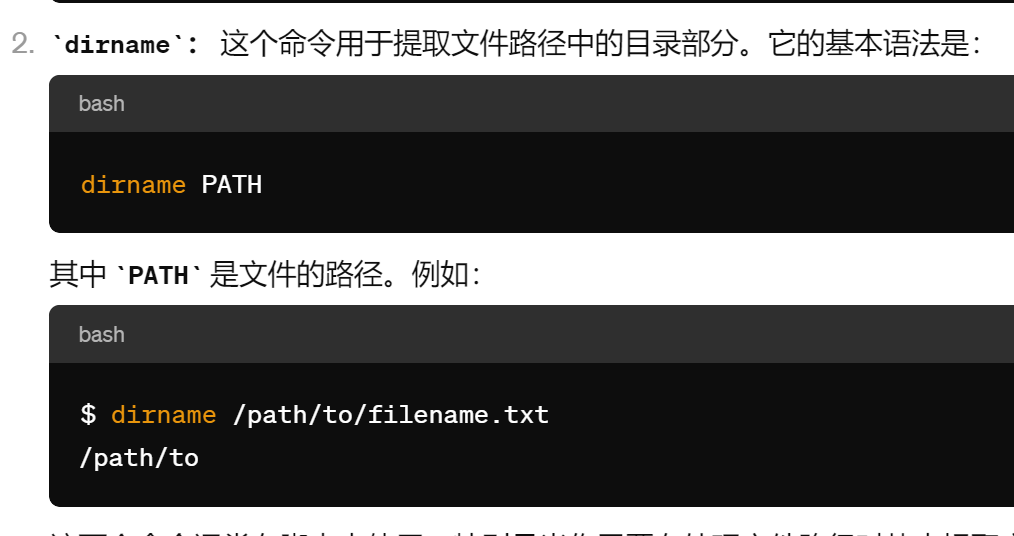 2. `dirname`: 这个命令用于提取文件路径中的目录部分。它的基本语法是:
bash
dirname PATH
其中 `PATH` 是文件的路径。例如:
bash
$ dirname /path/to/filename.txt
/path/to